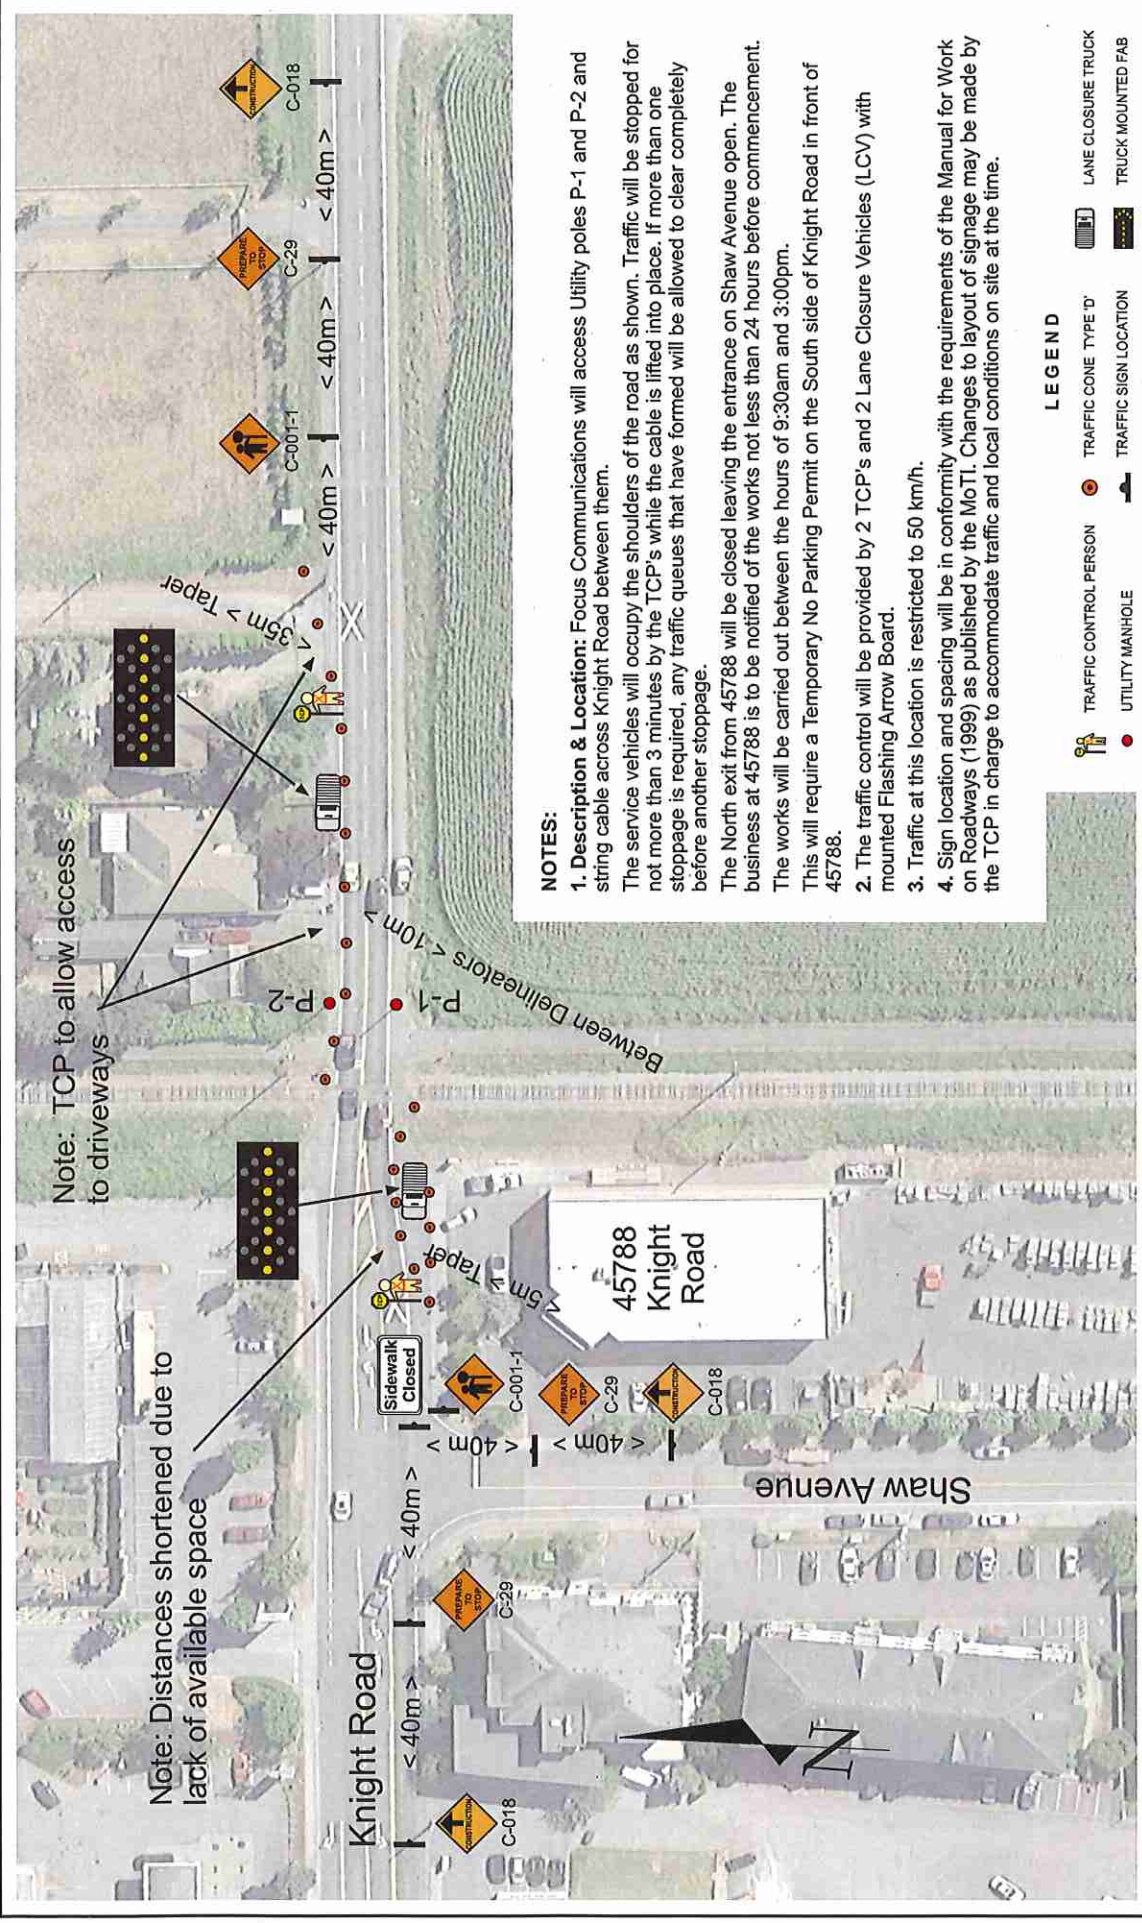 Note: Distances shortened due to
lack of available space
Note: TCP to allow access
to driveways
Knight Road
< 40m >
< 40m >
CONSTRUCTION
C-018
PREPARE
TO
STOP
C-29
Sidewalk
Closed
C-001-1
< 40m >
PREPARE
TO
STOP
C-29
< 40m >
CONSTRUCTION
C-018
Shaw Avenue
N
< 5m > Taper
45788
Knight
Road
P-2
P-1
Between Delineators < 10m >
< 35m > Taper
< 40m >
< 40m >
< 40m >
C-001-1
PREPARE
TO
STOP
C-29
CONSTRUCTION
C-018
NOTES:
1. Description & Location: Focus Communications will access Utility poles P-1 and P-2 and
string cable across Knight Road between them.
The service vehicles will occupy the shoulders of the road as shown. Traffic will be stopped for
not more than 3 minutes by the TCP's while the cable is lifted into place. If more than one
stoppage is required, any traffic queues that have formed will be allowed to clear completely
before another stoppage.
The North exit from 45788 will be closed leaving the entrance on Shaw Avenue open. The
business at 45788 is to be notified of the works not less than 24 hours before commencement.
The works will be carried out between the hours of 9:30am and 3:00pm.
This will require a Temporary No Parking Permit on the South side of Knight Road in front of
45788.
2. The traffic control will be provided by 2 TCP's and 2 Lane Closure Vehicles (LCV) with
mounted Flashing Arrow Board.
3. Traffic at this location is restricted to 50 km/h.
4. Sign location and spacing will be in conformity with the requirements of the Manual for Work
on Roadways (1999) as published by the MoTI. Changes to layout of signage may be made by
the TCP in charge to accommodate traffic and local conditions on site at the time.
LEGEND
TRAFFIC CONTROL PERSON
TRAFFIC CONE TYPE 'D'
LANE CLOSURE TRUCK
UTILITY MANHOLE
TRAFFIC SIGN LOCATION
TRUCK MOUNTED FAB